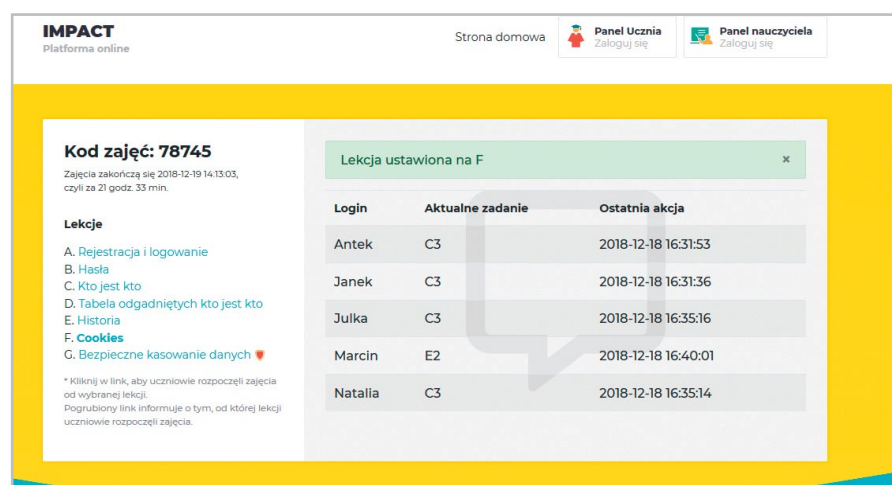 IMPACT
Platforma online
Strona domowa
Panel Ucznia
Zaloguj się
Panel nauczyciela
Zaloguj się
Kod zajęć: 78745
Zajęcia zakończą się 2018-12-19 14:13:03,
czyli za 21 godz. 33 min.
Lekcje
A. Rejestracja i logowanie
B. Hasła
C. Kto jest kto
D. Tabela odgadniętych kto jest kto
E. Historia
F. Cookies
G. Bezpieczne kasowanie danych
* Kliknij w link, aby uczniowie rozpoczęli zajęcia
od wybranej lekcji.
Pogrubiony link informuje o tym, od której lekcji
uczniowie rozpoczęli zajęcia.
Lekcja ustawiona na F ×
Login Aktualne zadanie Ostatnia akcja
Antek C3 2018-12-18 16:31:53
Janek C3 2018-12-18 16:31:36
Julka C3 2018-12-18 16:35:16
Marcin E2 2018-12-18 16:40:01
Natalia C3 2018-12-18 16:35:14